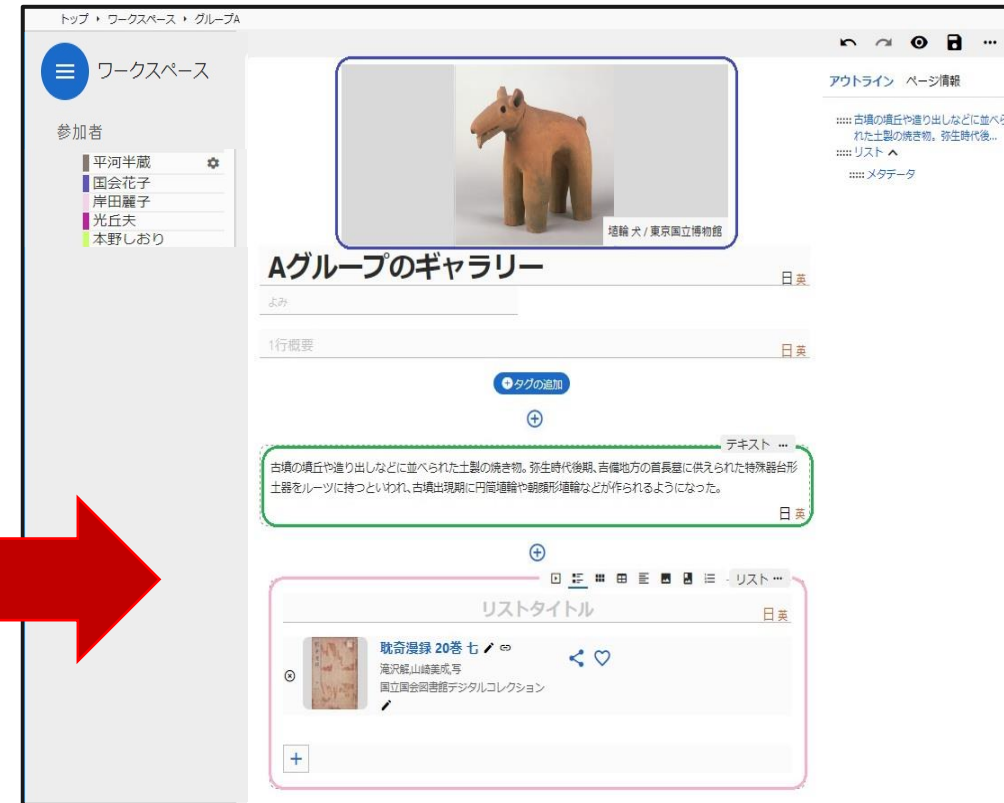 トップ ・ ワークスペース ・ グループA
ワークスペース
参加者
平河半蔵
国会花子
岸田麗子
光丘夫
本野しおり
埴輪 犬 / 東京国立博物館
Aグループのギャラリー
日 英
よみ
1行概要
日 英
タグの追加
テキスト
古墳の墳丘や造り出しなどに並べられた土製の焼き物。弥生時代後期、吉備地方の首長墓に供えられた特殊器台形
土器をルーツに持つといわれ、古墳出現期に円筒埴輪や朝顔形埴輪などが作られるようになった。
日 英
リスト
リストタイトル
日 英
耽奇漫録 20巻 七
滝沢解,山崎美成,写
国立国会図書館デジタルコレクション
アウトライン ページ情報
古墳の墳丘や造り出しなどに並べら
れた土製の焼き物。弥生時代後...
リスト
メタデータ